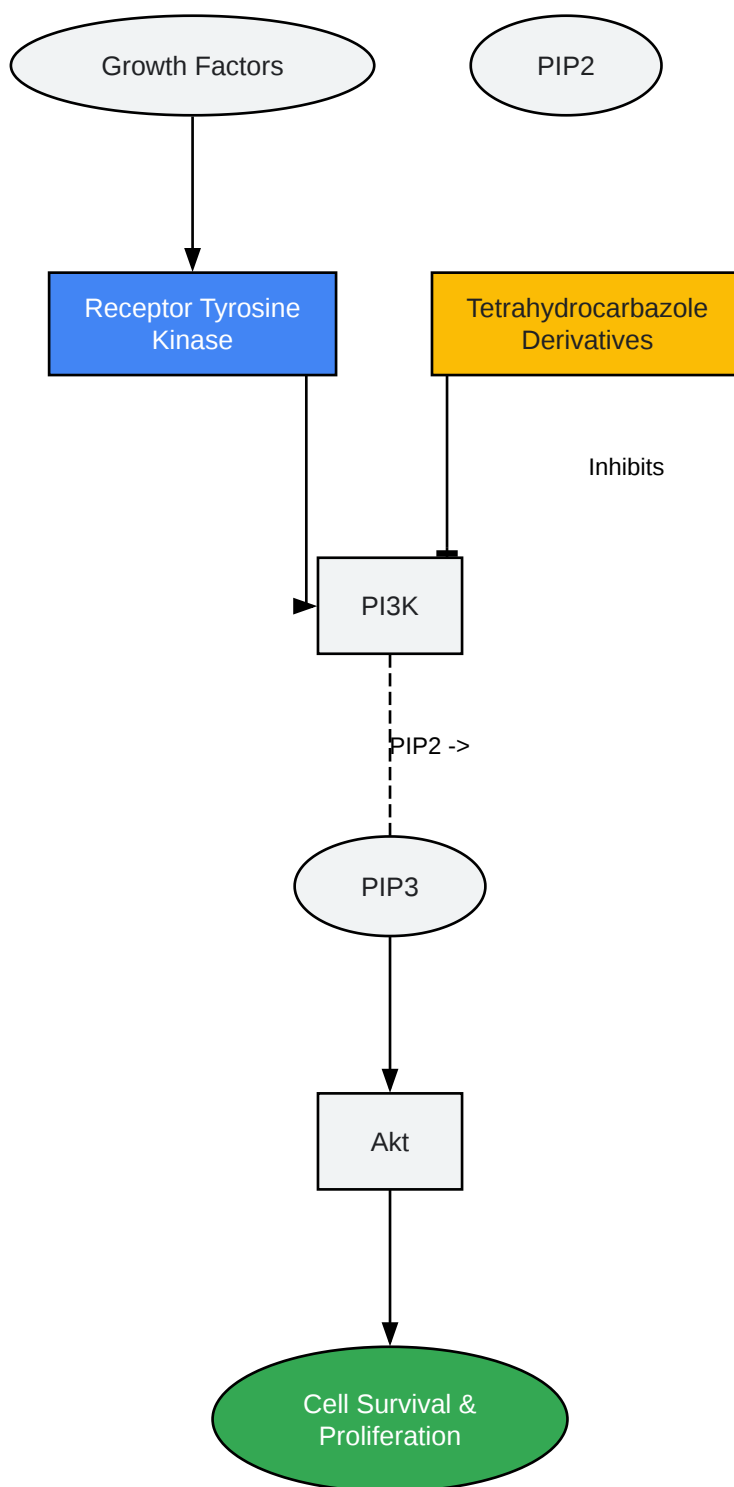 Growth Factors
PIP2
Receptor Tyrosine
Kinase
Tetrahydrocarbazole
Derivatives
Inhibits
PI3K
PIP2 ->
PIP3
Akt
Cell Survival &
Proliferation